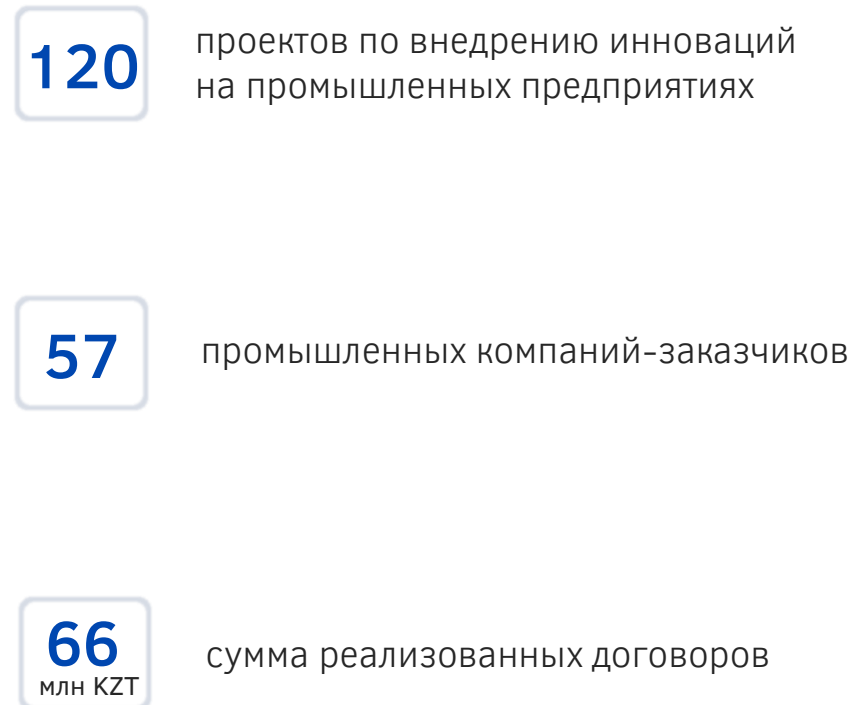 120
проектов по внедрению инноваций
на промышленных предприятиях
57
промышленных компаний-заказчиков
66
млн KZT
сумма реализованных договоров